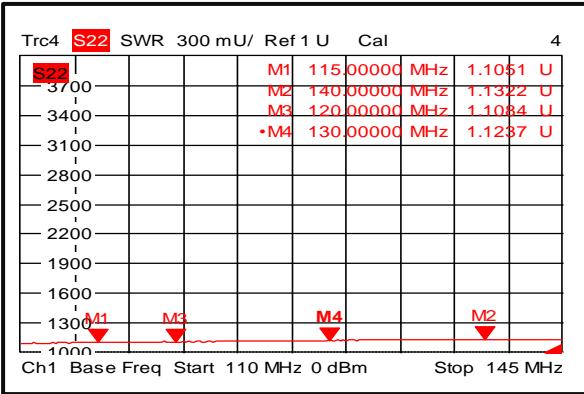 Trc4 S22 SWR 300 mU/ Ref 1 U Cal 4
S22
M1 115.00000 MHz 1.1051 U
M2 140.00000 MHz 1.1322 U
M3 120.00000 MHz 1.1084 U
•M4 130.00000 MHz 1.1237 U
3700
3400
3100
2800
2500
2200
1900
1600
1300
1000
M1 M3 M4 M2
Ch1 Base Freq Start 110 MHz 0 dBm Stop 145 MHz